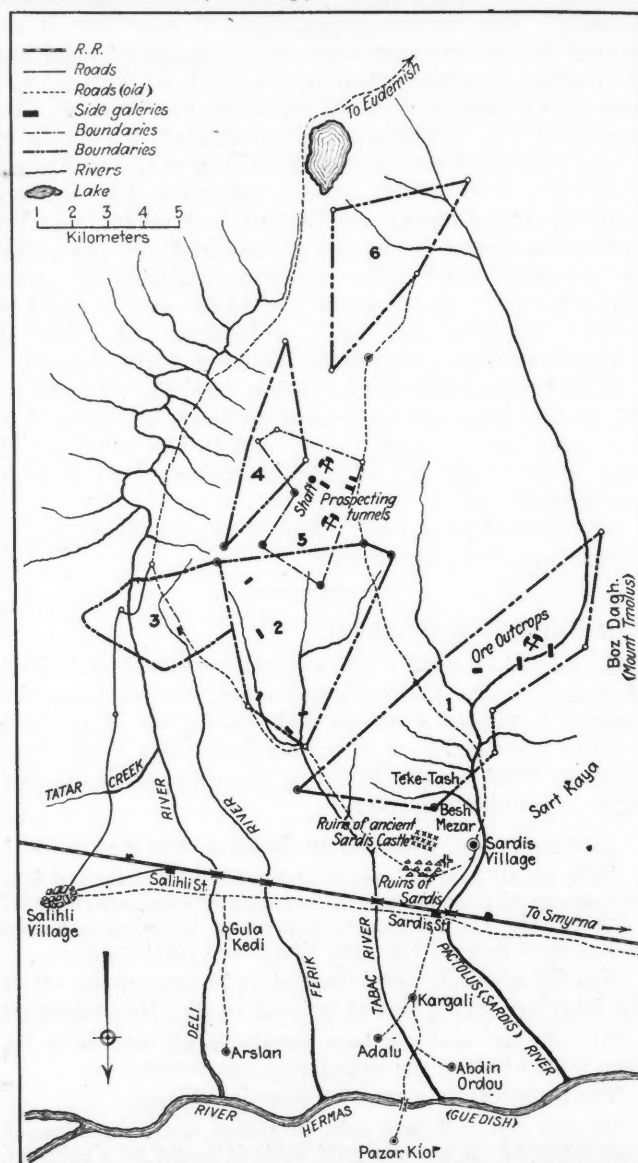 R.R.
Roads
Roads (old)
Side galeries
Boundaries
Boundaries
Rivers
Lake
1 2 3 4 5
Kilometers
To Eudemish
6
4
Shaft
Prospecting
tunnels
5
3
2
Ore Outcrops
1
Boz Dagh.
(Mount Tmolus)
TATAR CREEK
RIVER
RIVER
Teke-Tash
Besh
Mezar
Sart Kaya
Ruins of ancient
Sardis Castle
Sardis
Village
Ruins of
Sardis
Salihli St.
Salihli
Village
Sardis St.
To Smyrna
Gula
Kedi
DELI
FERIK
TABAC RIVER
PACTOLUS (SARDIS)
RIVER
Kargali
Arslan
Adalu
Abdin
Ordou
RIVER HERMAS (GUEDISH)
Pazar Kior